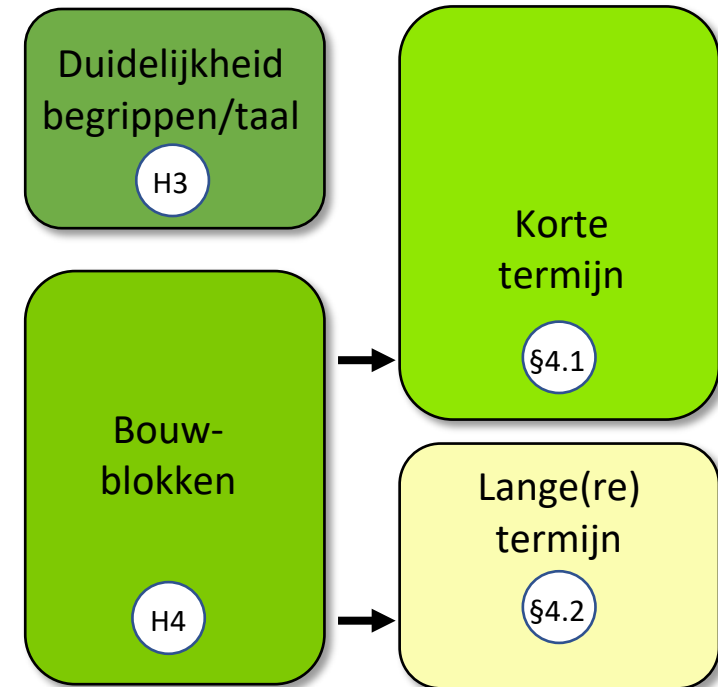 Duidelijkheid
begrippen/taal
H3
Bouw-
blokken
H4
Korte
termijn
§4.1
Lange(re)
termijn
§4.2